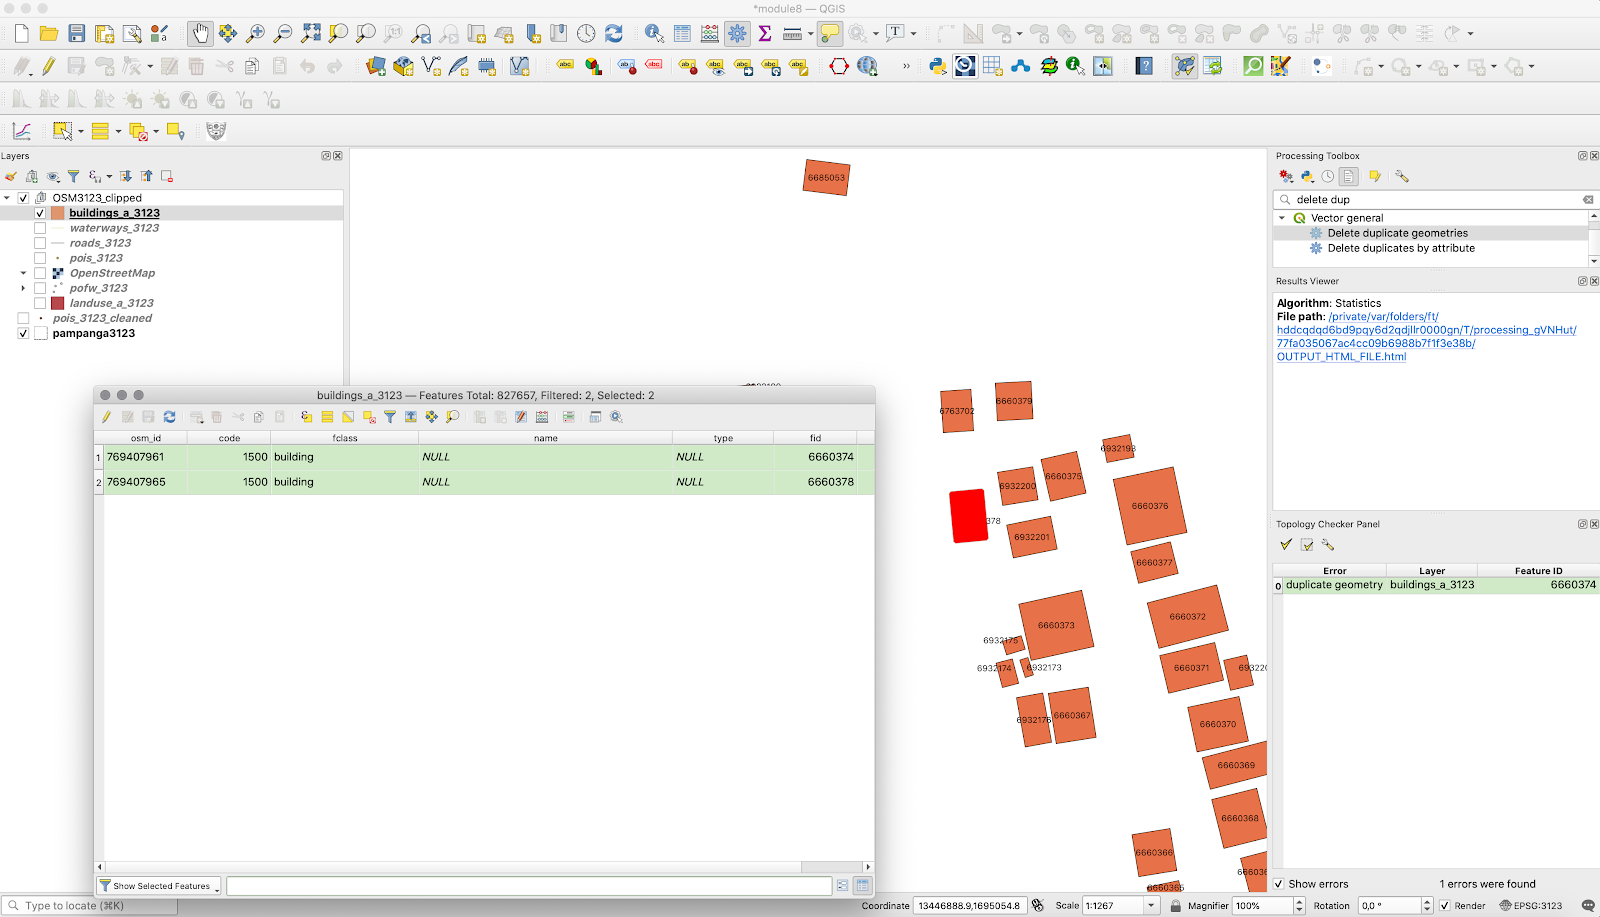 *module8 — QGIS
Layers
OSM3123_clipped
buildings_a_3123
waterways_3123
roads_3123
pois_3123
OpenStreetMap
pofw_3123
landuse_a_3123
pois_3123_cleaned
pampanga3123
buildings_a_3123 — Features Total: 827657, Filtered: 2, Selected: 2
osm_id code fclass name type fid
1 769407961 1500 building NULL NULL 6660374
2 769407965 1500 building NULL NULL 6660378
Show Selected Features
6685053
6763702
6660379
6932193
6932200
6660375
6660376
378
6932201
6660377
6660373
6660372
6932175
6932174
6932173
6660371
6932176
6660367
6660370
6660369
6660368
6660366
6660365
Processing Toolbox
delete dup
Vector general
Delete duplicate geometries
Delete duplicates by attribute
Results Viewer
Algorithm: Statistics
File path: /private/var/folders/ft/
hddcqdqd6bd9pqy6d2qdjllr0000gn/T/processing_gVNHut/
77fa035067ac4cc09b6988b7f1f3e38b/
OUTPUT_HTML_FILE.html
Topology Checker Panel
Error Layer Feature ID
0 duplicate geometry buildings_a_3123 6660374
Show errors 1 errors were found
Type to locate (⌘K)
Coordinate 13446888.9,1695054.8 Scale 1:1267 Magnifier 100% Rotation 0,0 ° Render EPSG:3123